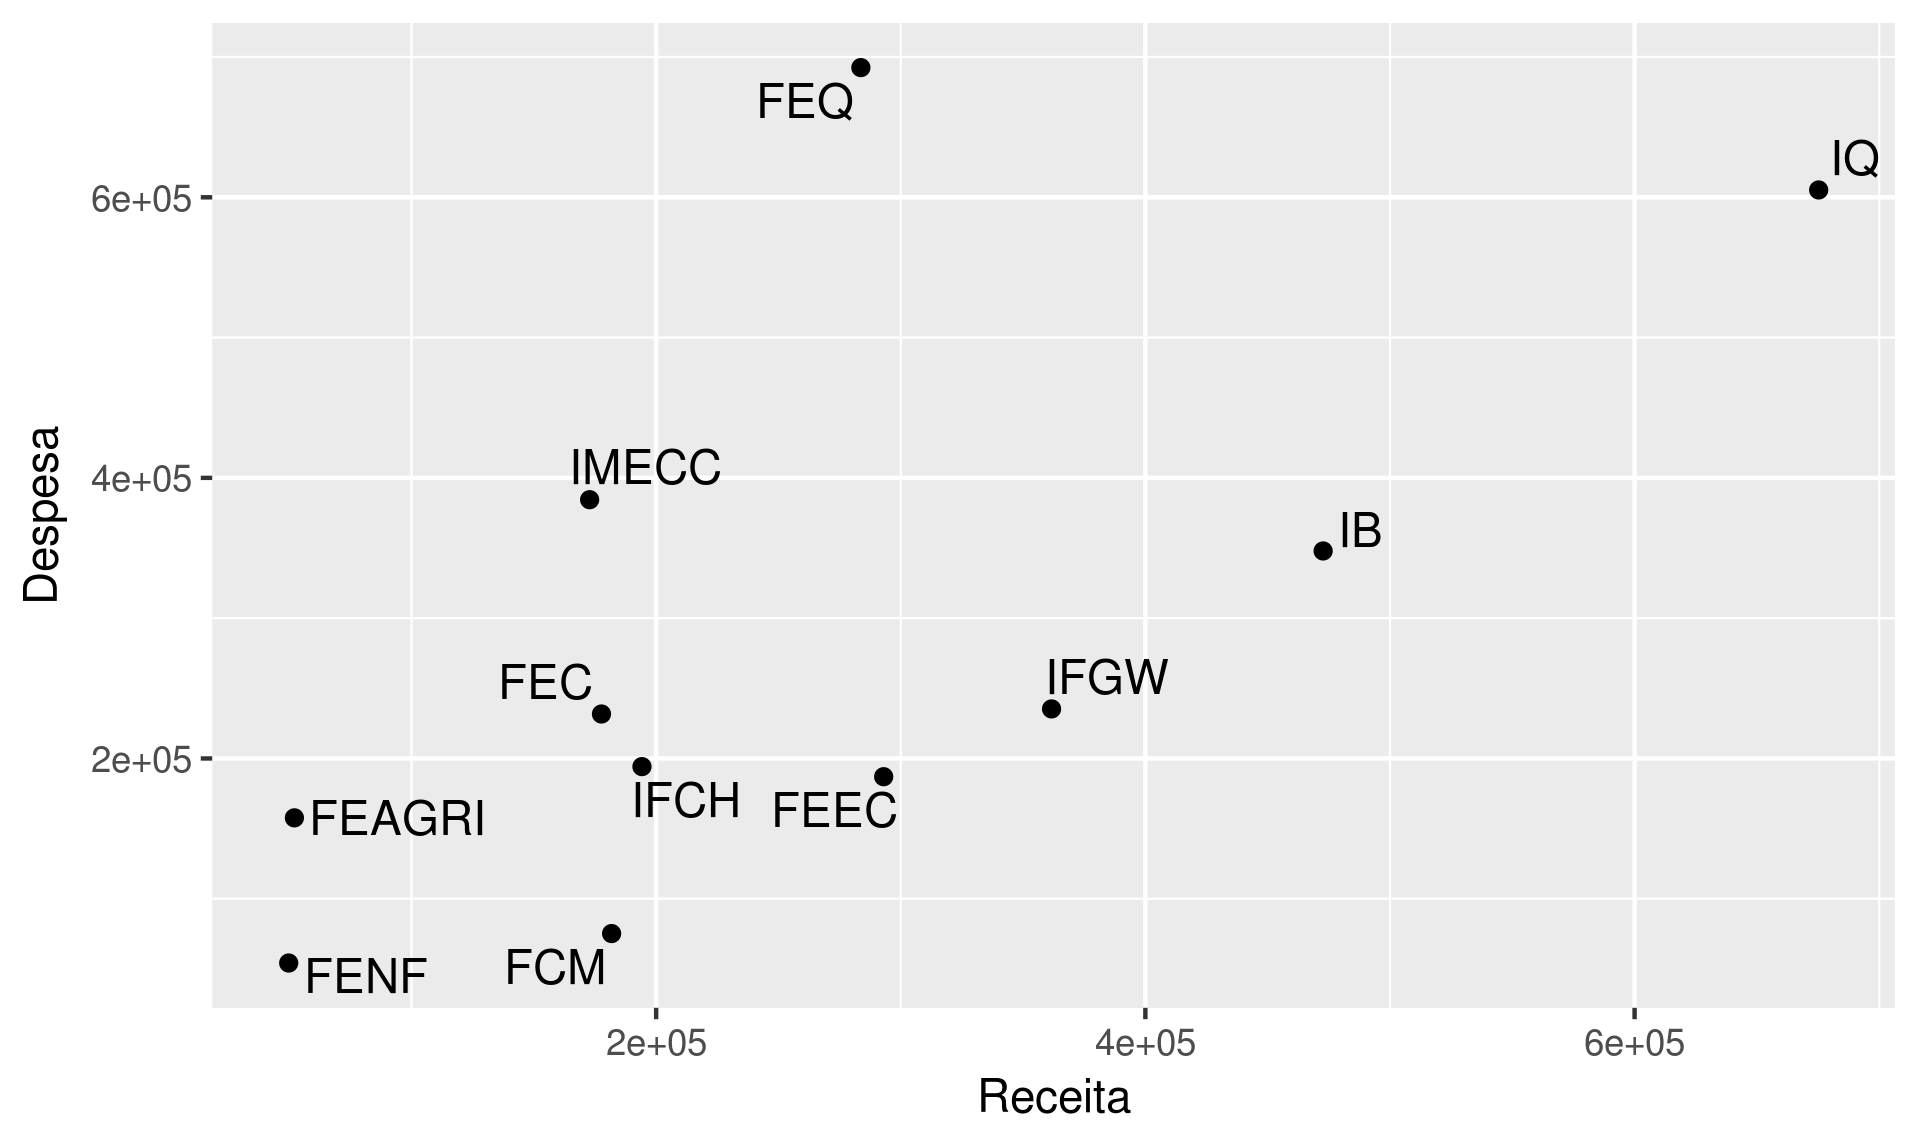 FEQ
IQ
6e+05
IMECC
4e+05
IB
Despesa
FEC
IFGW
2e+05
IFCH
FEEC
FEAGRI
FCM
FENF
2e+05
4e+05
6e+05
Receita